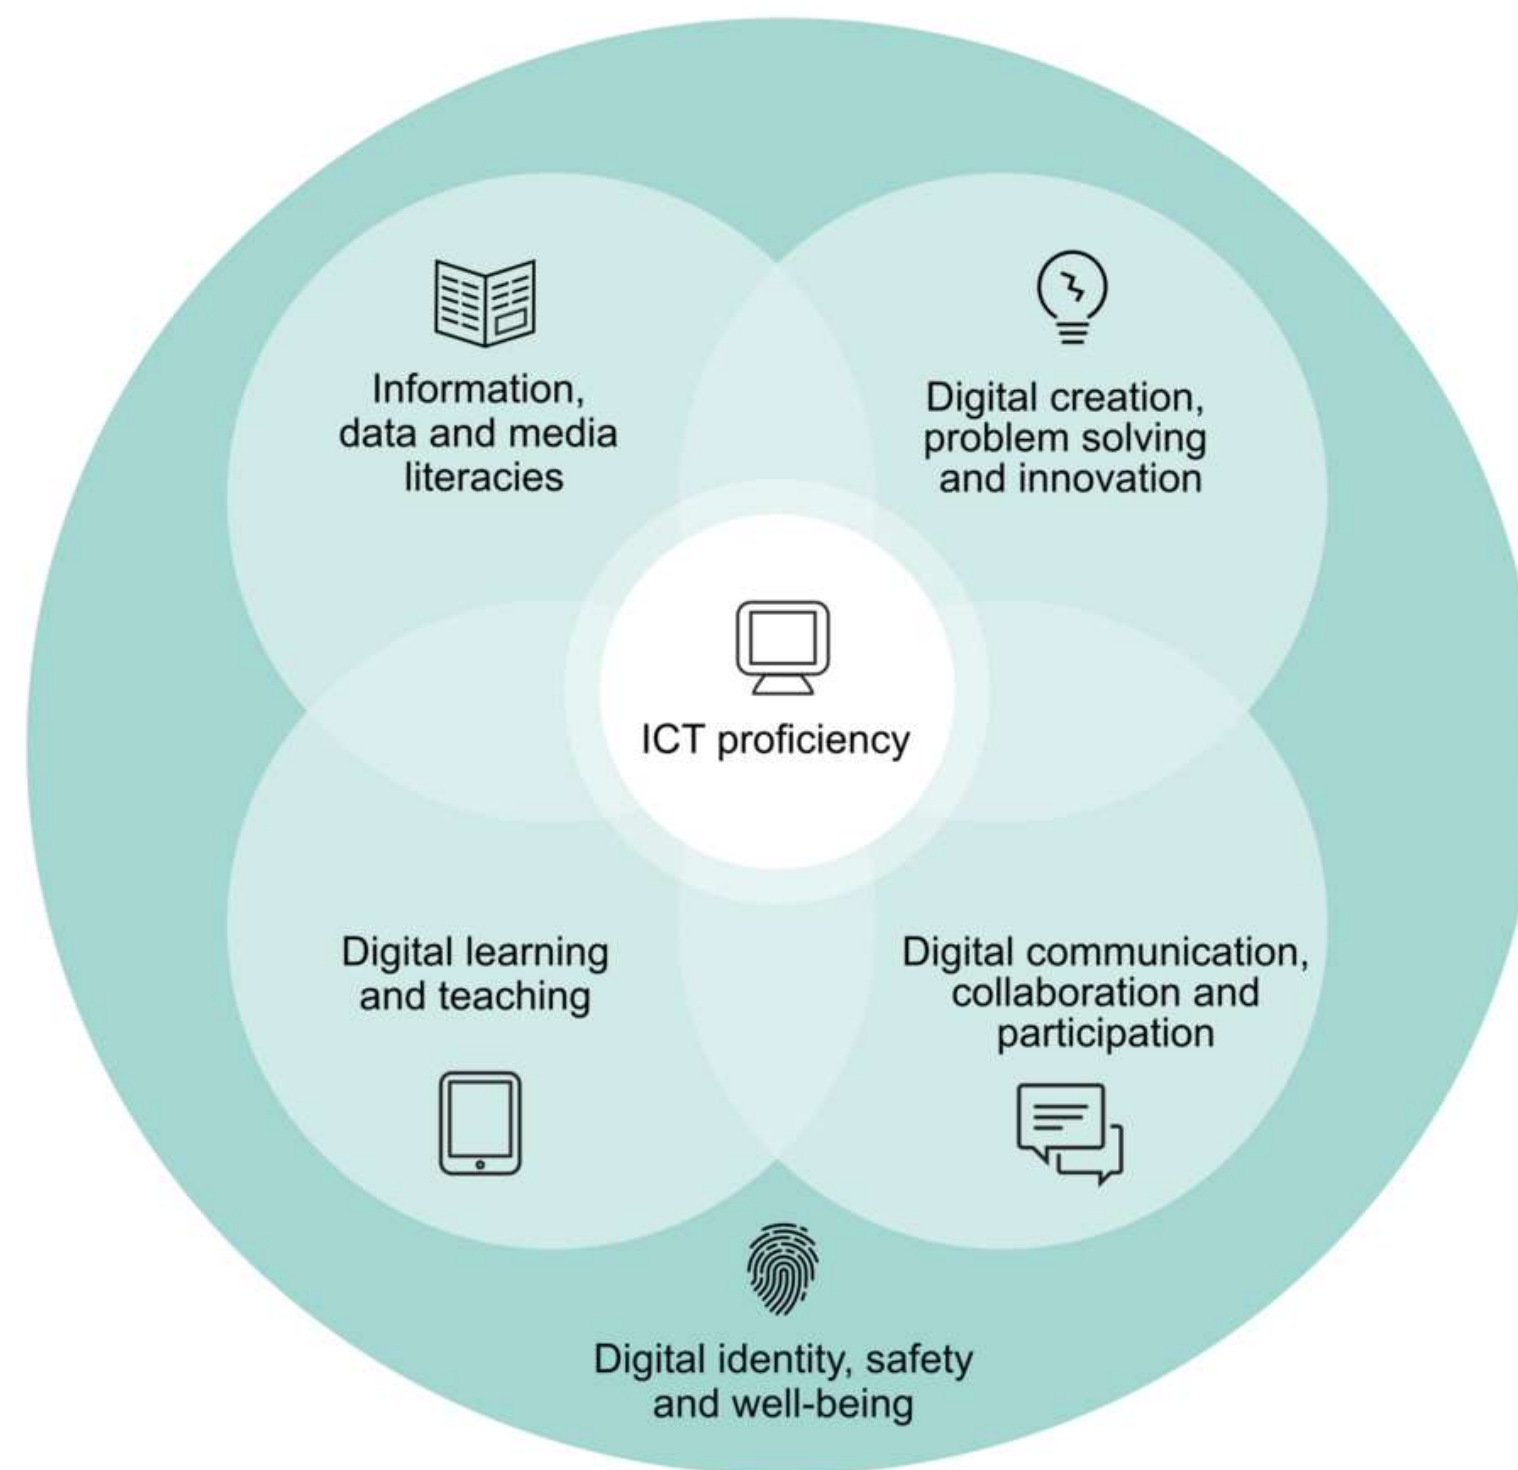 Information,
data and media
literacies
Digital creation,
problem solving
and innovation
ICT proficiency
Digital learning
and teaching
Digital communication,
collaboration and
participation
Digital identity, safety
and well-being